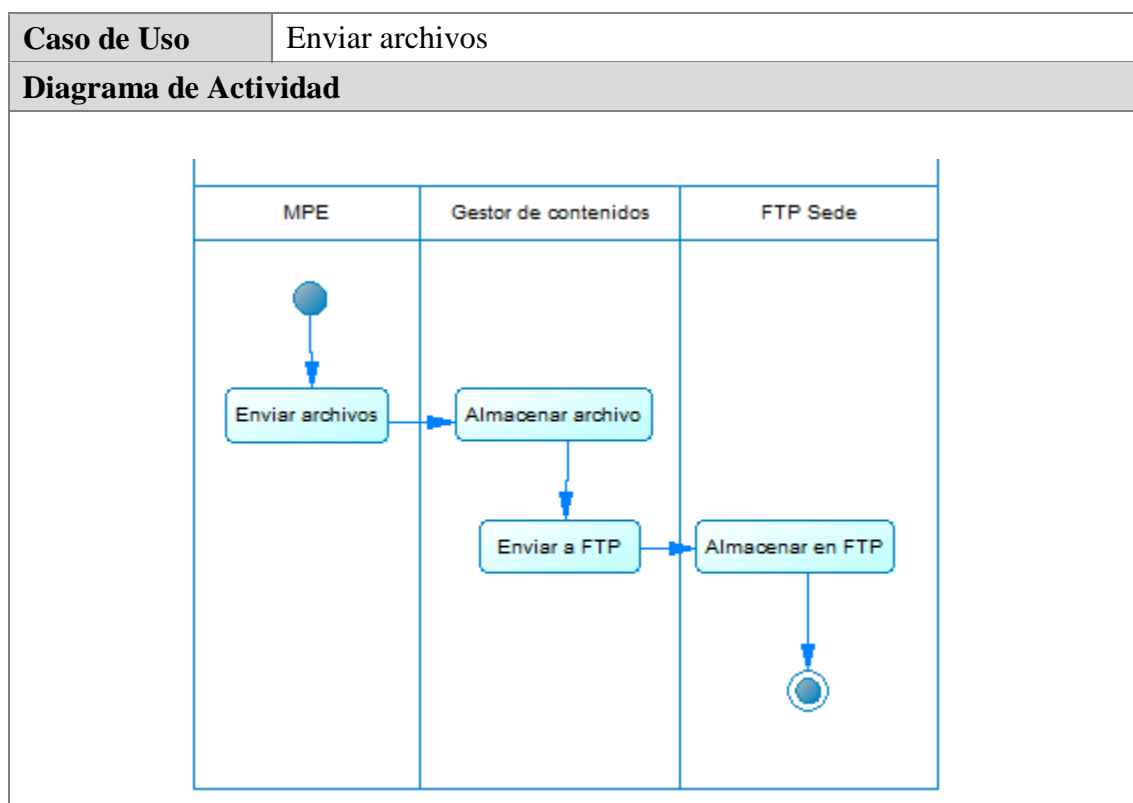 Caso de Uso Enviar archivos
Diagrama de Actividad
MPE Gestor de contenidos FTP Sede
Enviar archivos Almacenar archivo
Enviar a FTP Almacenar en FTP